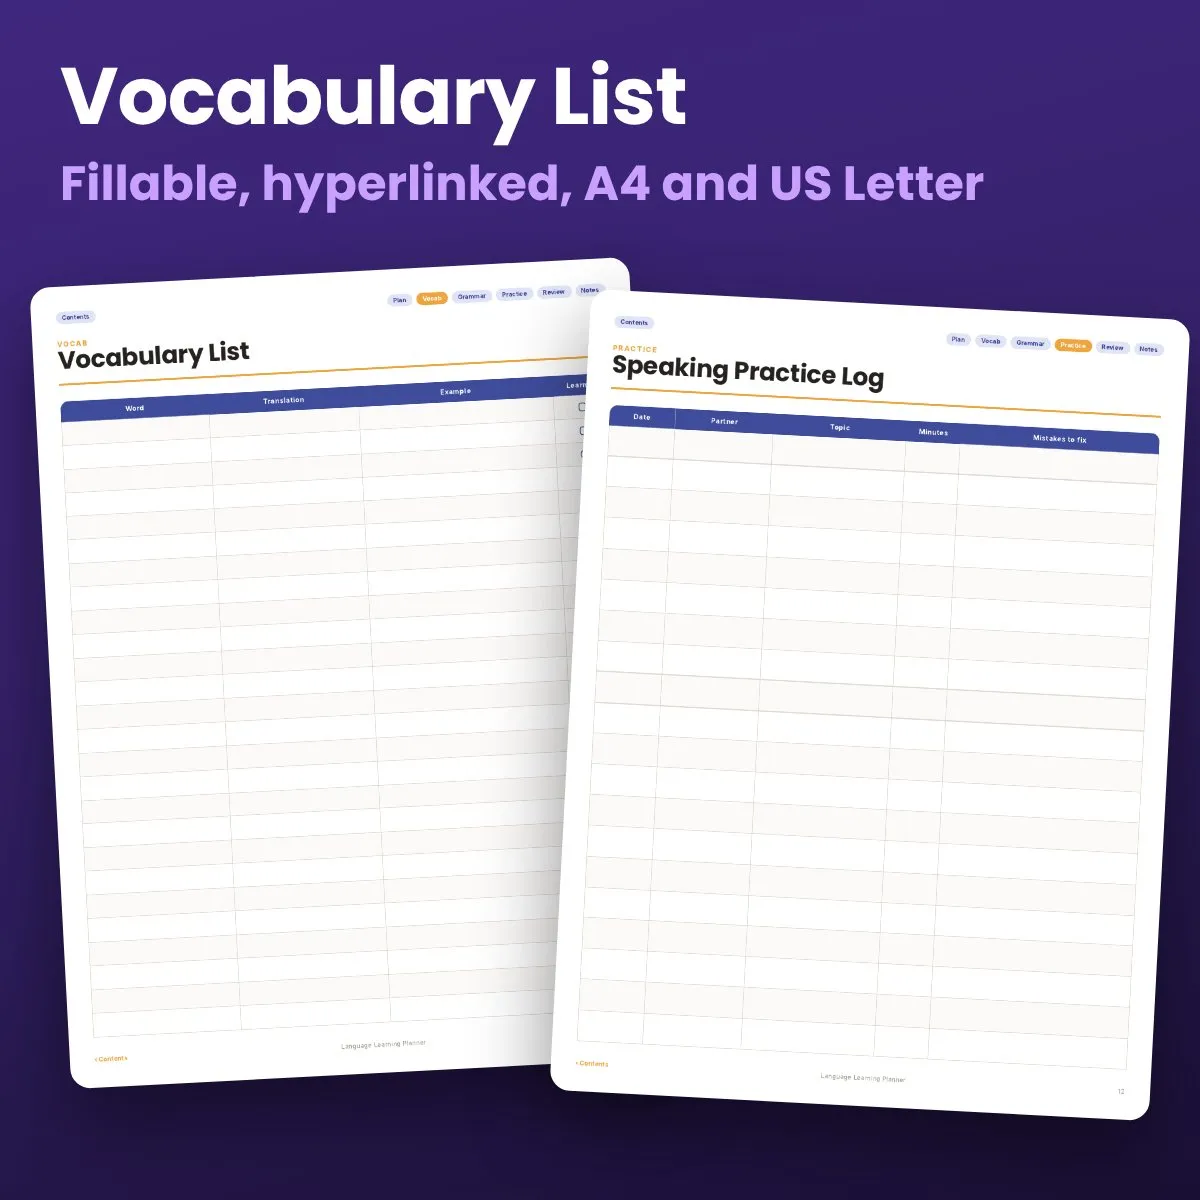 Vocabulary List
Fillable, hyperlinked, A4 and US Letter
Contents
Plan Vocab Grammar Practice Review Notes
VOCAB
Vocabulary List
Word Translation Example
Language Learning Planner
‹ Contents
Contents
Plan Vocab Grammar Practice Review Notes
PRACTICE
Speaking Practice Log
Date Partner Topic Minutes Mistakes to fix
‹ Contents
Language Learning Planner
12